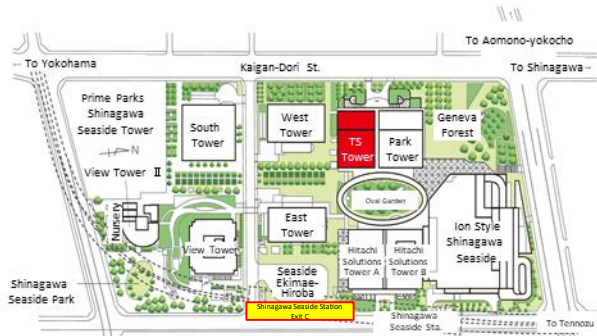 To Aomono-yokocho
← To Yokohama
Kaigan-Dori St.
To Shinagawa→
Prime Parks
Shinagawa
Seaside Tower
N
View Tower Ⅱ
South
Tower
West
Tower
TS
Tower
Park
Tower
Geneva
Forest
Nursery
View Tower
East
Tower
Oval Garden
Hitachi
Solutions
Tower A
Hitachi
Solutions
Tower B
Ion Style
Shinagawa
Seaside
Seaside
Ekimae-
Hiroba
Shinagawa
Seaside Park
Shinagawa Seaside Station
Exit C
Shinagawa
Seaside Sta.
To Tennozu